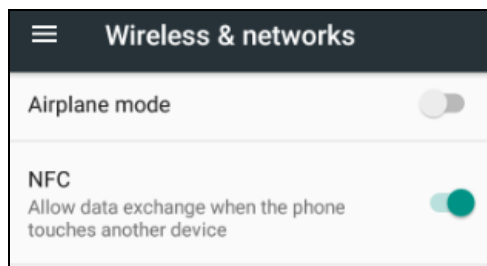 Wireless & networks
Airplane mode
NFC
Allow data exchange when the phone
touches another device